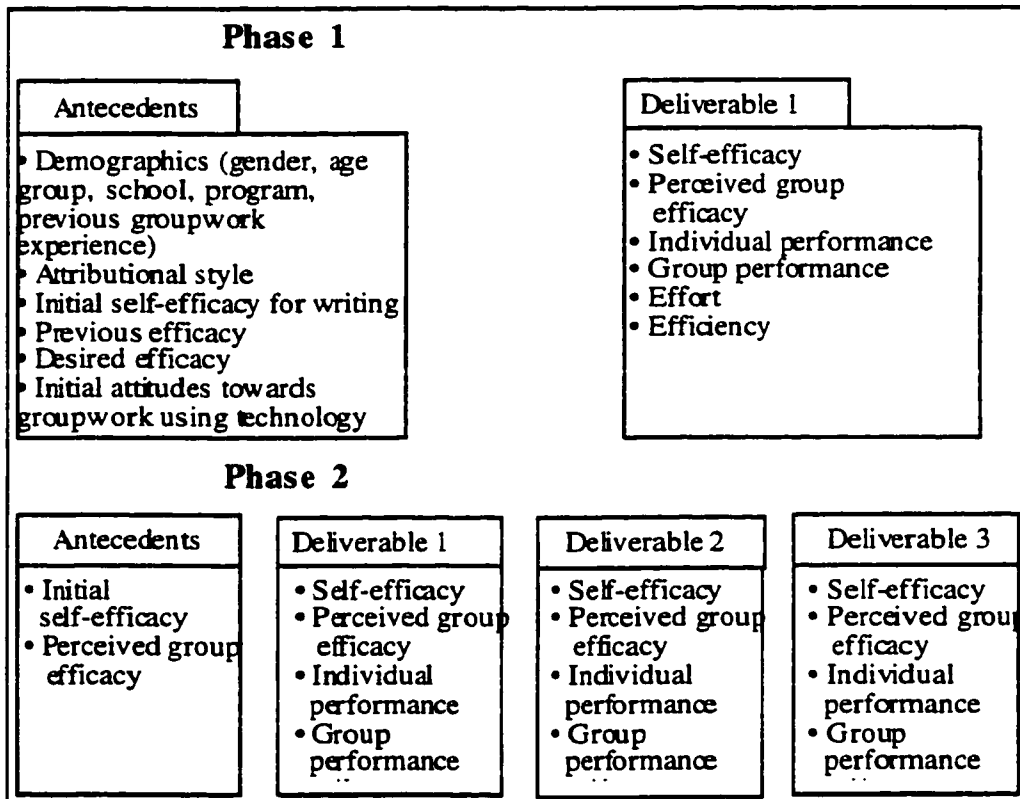 Phase 1
Antecedents
• Demographics (gender, age
group, school, program,
previous groupwork
experience)
• Attributional style
• Initial self-efficacy for writing
• Previous efficacy
• Desired efficacy
• Initial attitudes towards
groupwork using technology
Deliverable 1
• Self-efficacy
• Perceived group
efficacy
• Individual performance
• Group performance
• Effort
• Efficiency
Phase 2
Antecedents
• Initial
self-efficacy
• Perceived group
efficacy
Deliverable 1
• Self-efficacy
• Perceived group
efficacy
• Individual
performance
• Group
performance
Deliverable 2
• Self-efficacy
• Perceived group
efficacy
• Individual
performance
• Group
performance
Deliverable 3
• Self-efficacy
• Perceived group
efficacy
• Individual
performance
• Group
performance